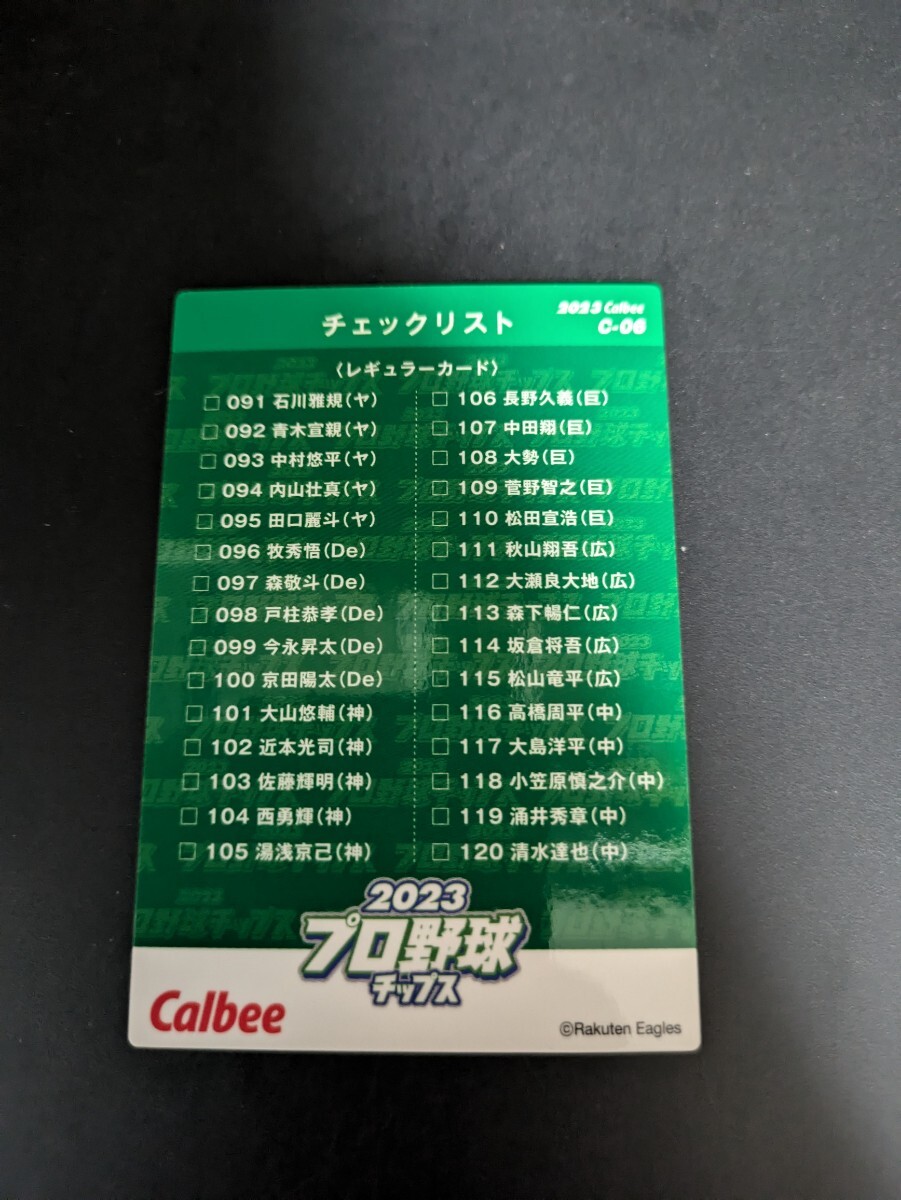 チェックリスト
2023 Calbee
C-06
〈レギュラーカード〉
□ 091 石川雅規(ヤ)
□ 092 青木宣親(ヤ)
□ 093 中村悠平(ヤ)
□ 094 内山壮真(ヤ)
□ 095 田口麗斗(ヤ)
□ 096 牧秀悟(De)
□ 097 森敬斗(De)
□ 098 戸柱恭孝(De)
□ 099 今永昇太(De)
□ 100 京田陽太(De)
□ 101 大山悠輔(神)
□ 102 近本光司(神)
□ 103 佐藤輝明(神)
□ 104 西勇輝(神)
□ 105 湯浅京己(神)
□ 106 長野久義(巨)
□ 107 中田翔(巨)
□ 108 大勢(巨)
□ 109 菅野智之(巨)
□ 110 松田宣浩(巨)
□ 111 秋山翔吾(広)
□ 112 大瀬良大地(広)
□ 113 森下暢仁(広)
□ 114 坂倉将吾(広)
□ 115 松山竜平(広)
□ 116 高橋周平(中)
□ 117 大島洋平(中)
□ 118 小笠原慎之介(中)
□ 119 涌井秀章(中)
□ 120 清水達也(中)
2023
プロ野球
チップス
Calbee
©Rakuten Eagles